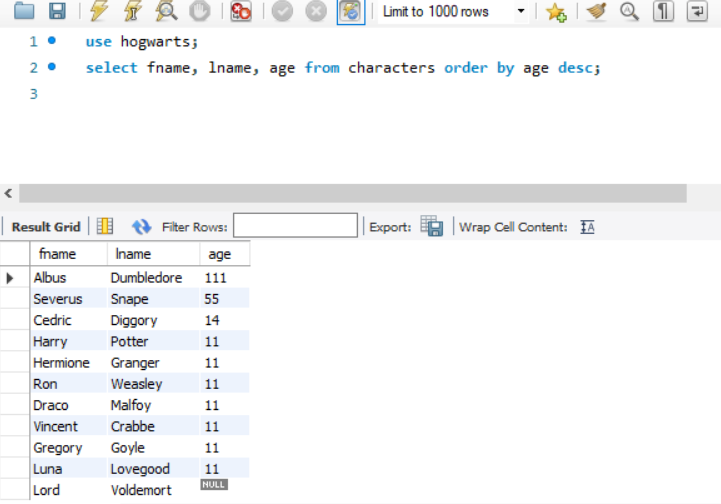 Limit to 1000 rows
1 use hogwarts;
2 select fname, lname, age from characters order by age desc;
3
Result Grid Filter Rows: Export: Wrap Cell Content:
fname lname age
Albus Dumbledore 111
Severus Snape 55
Cedric Diggory 14
Harry Potter 11
Hermione Granger 11
Ron Weasley 11
Draco Malfoy 11
Vincent Crabbe 11
Gregory Goyle 11
Luna Lovegood 11
Lord Voldemort NULL